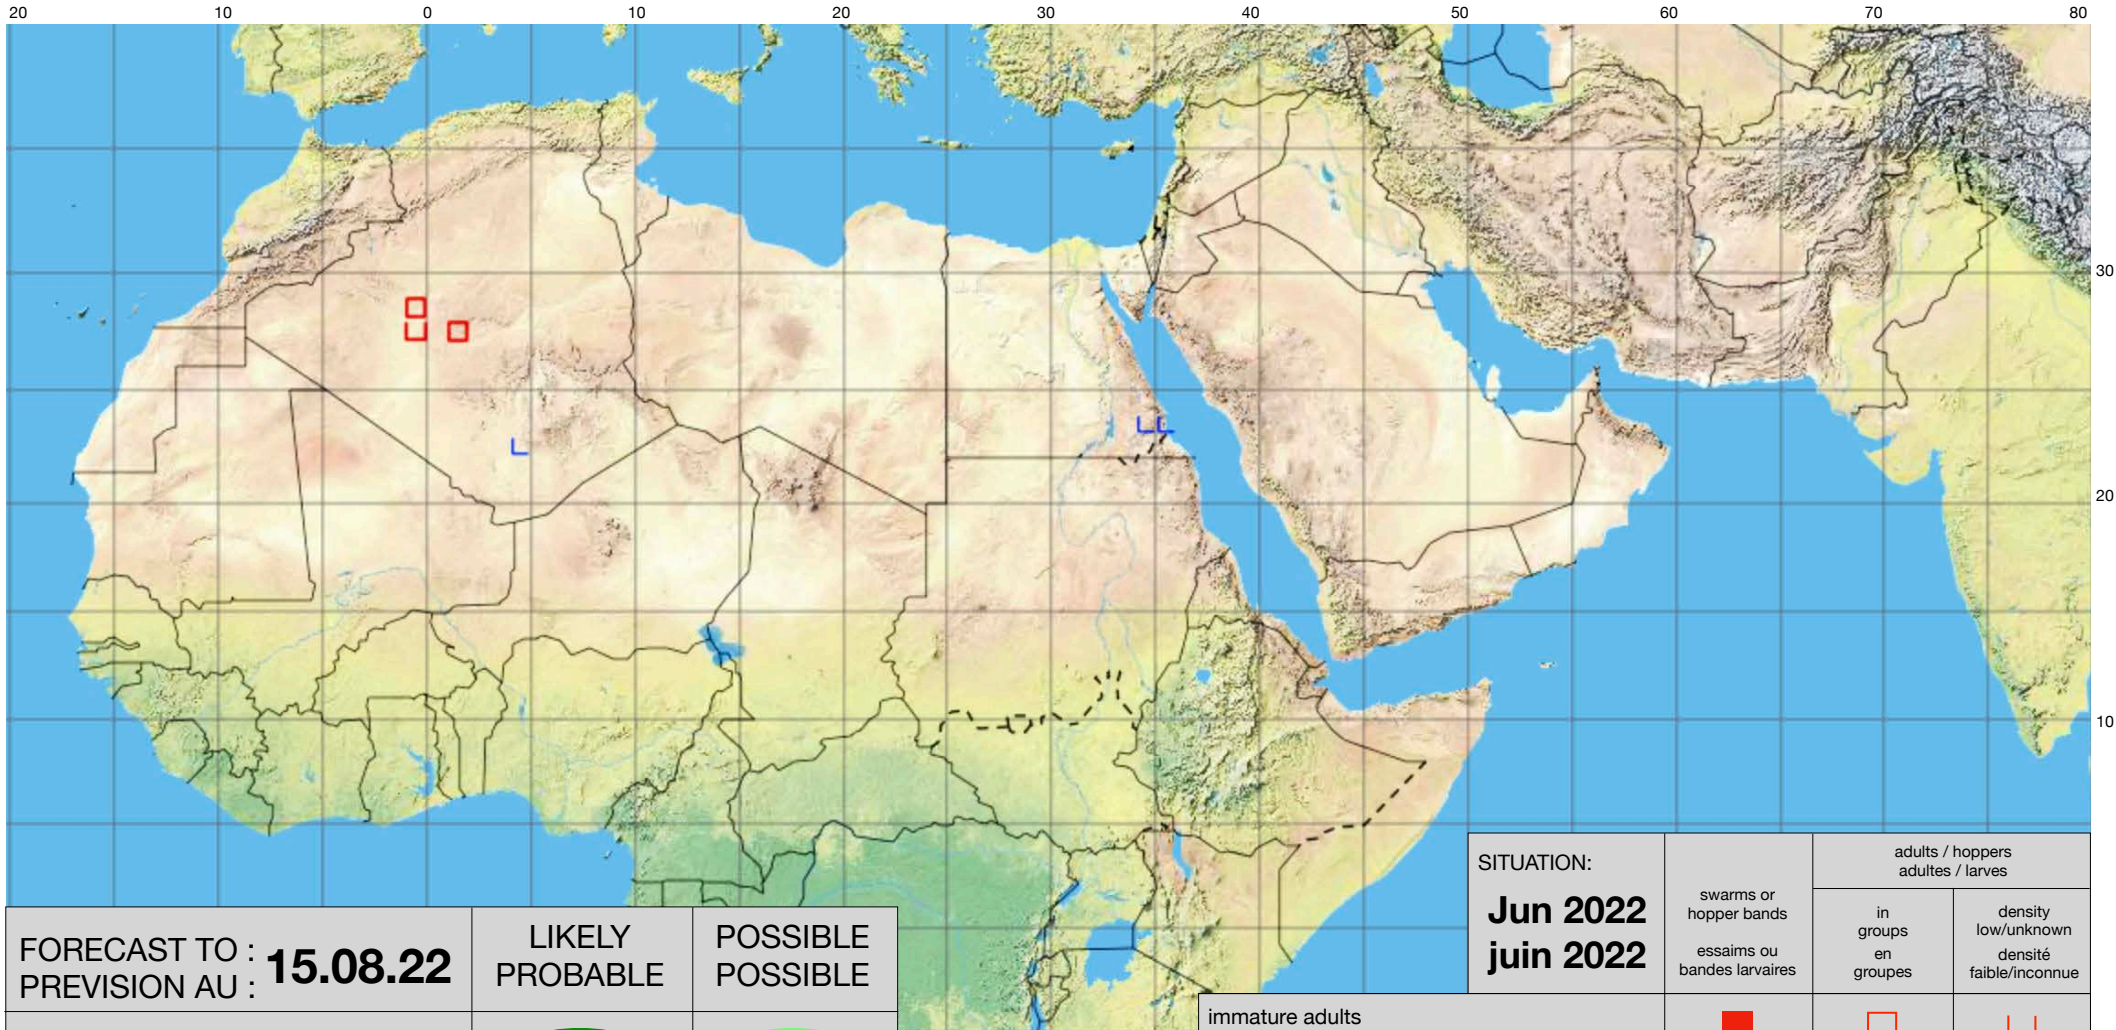 20 10 0 10 20 30 40 50 60 70 80
30
20
10
FORECAST TO :
PREVISION AU :
15.08.22
LIKELY
PROBABLE
POSSIBLE
POSSIBLE
SITUATION:
Jun 2022
juin 2022
swarms or
hopper bands
essaims ou
bandes larvaires
adults / hoppers
adultes / larves
in
groups
en
groupes
density
low/unknown
densité
faible/inconnue
immature adults